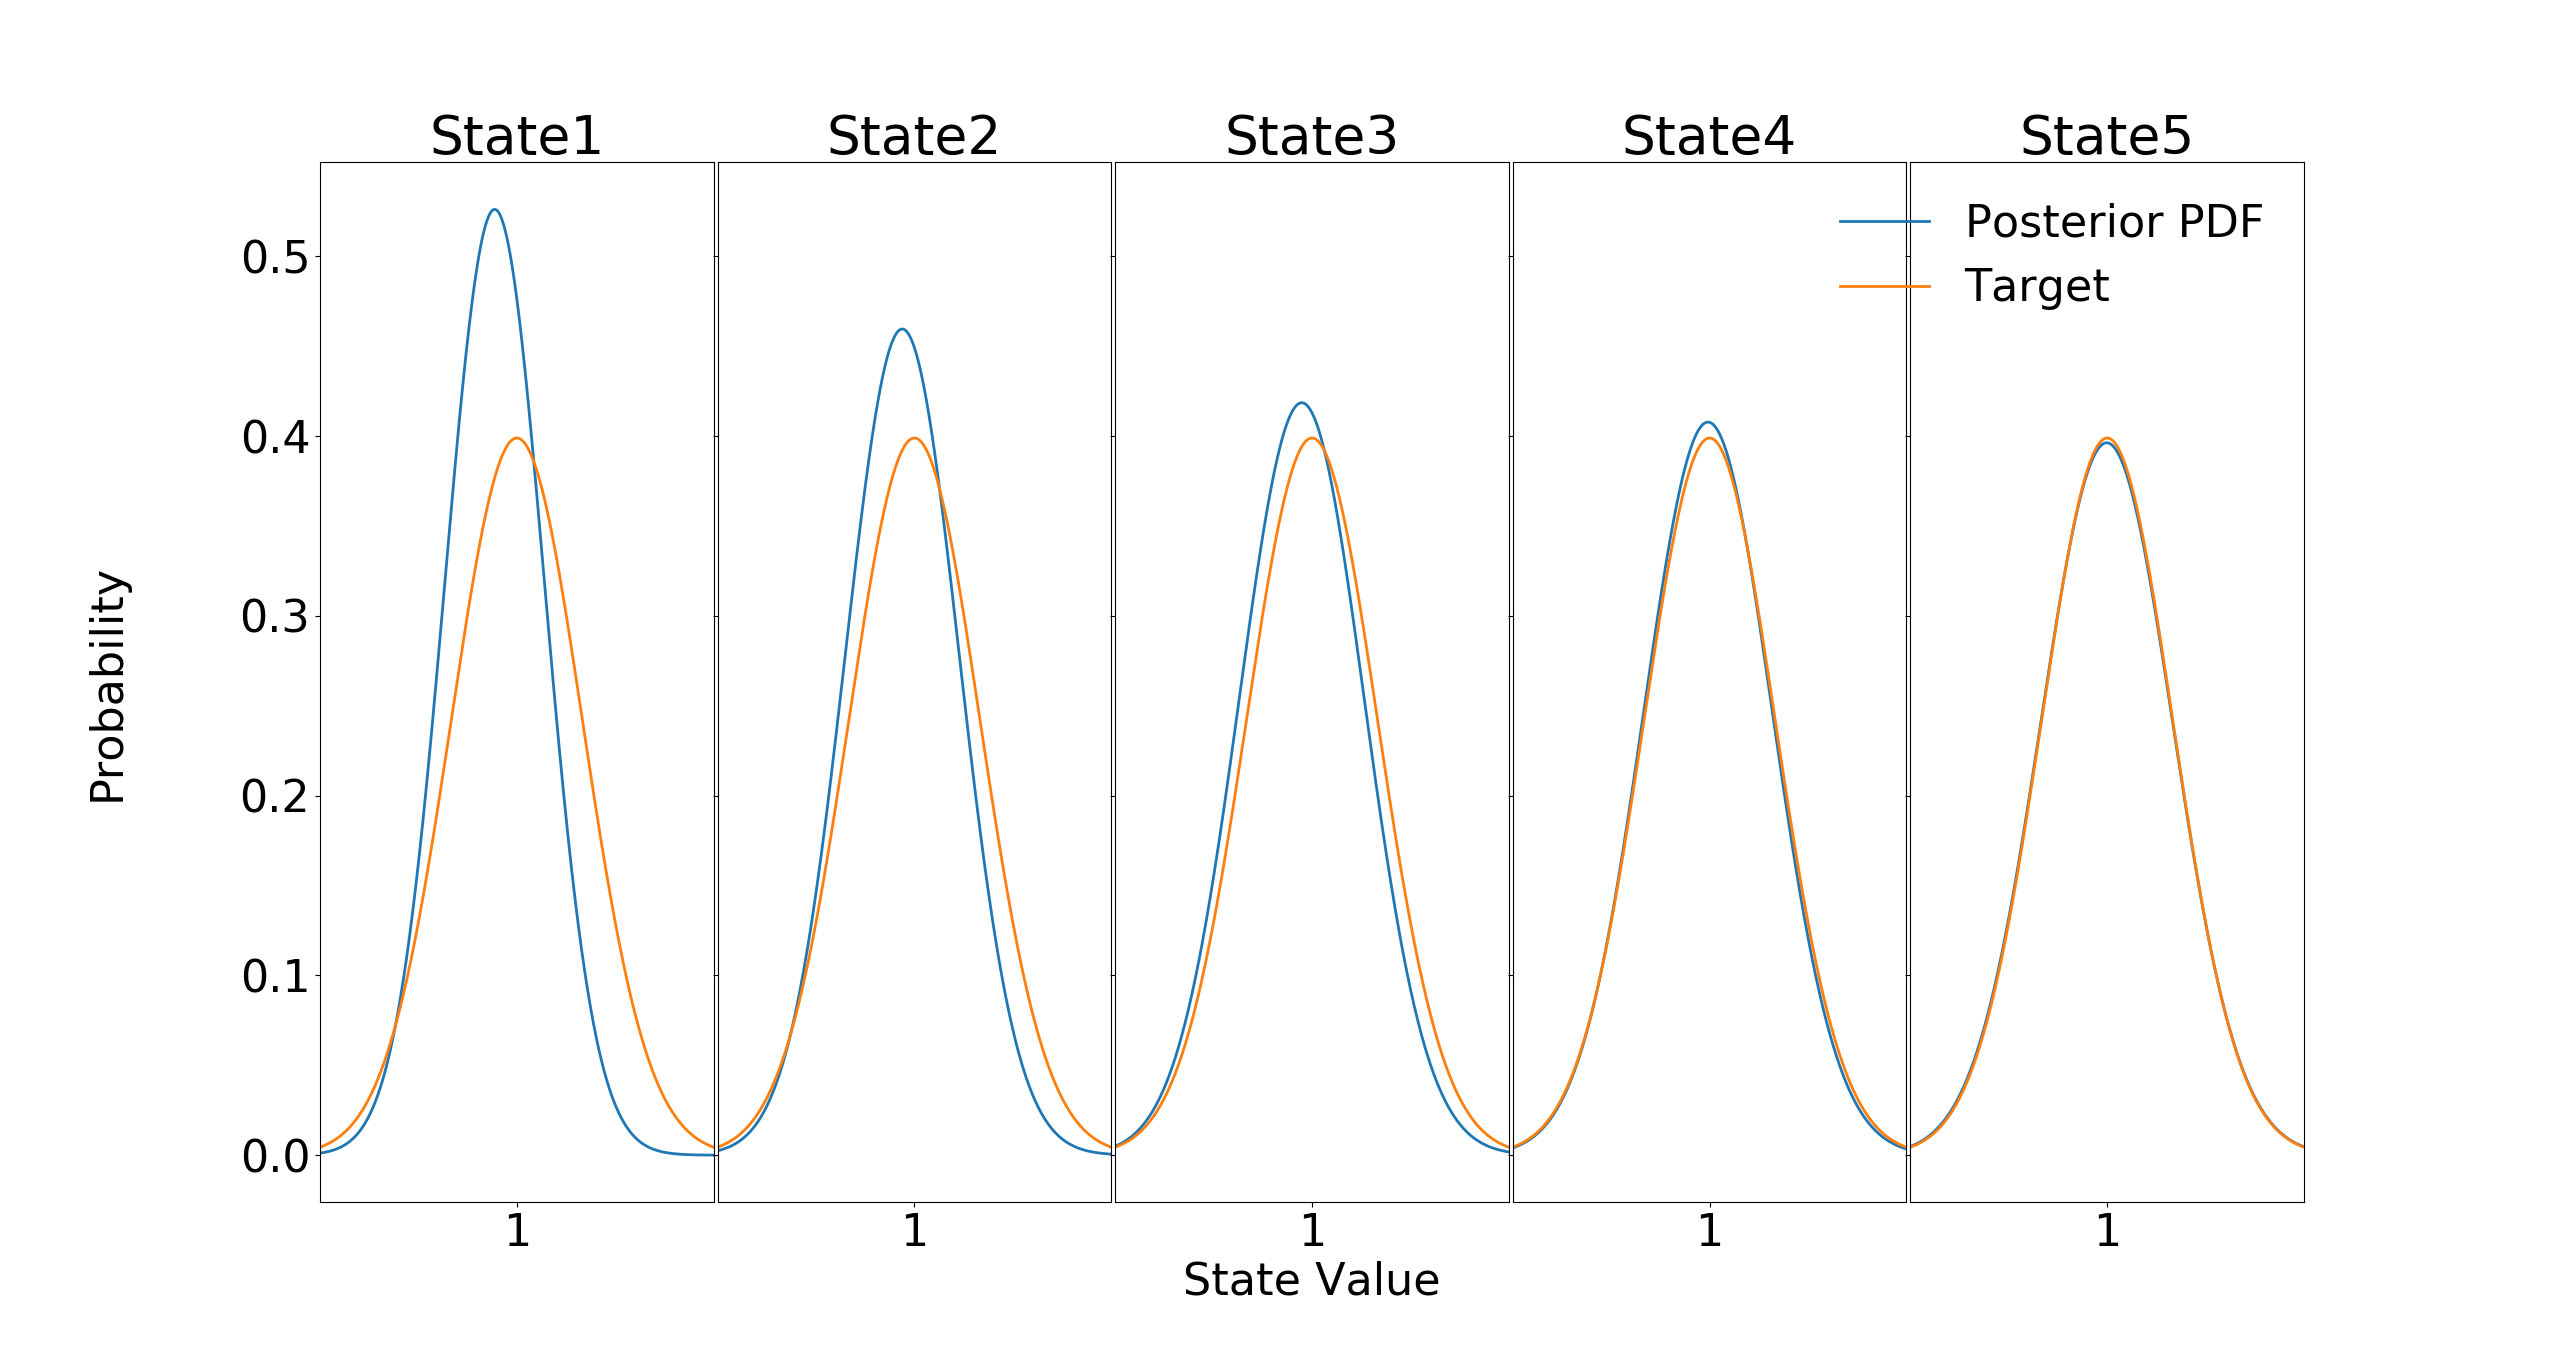 State1 State2 State3 State4 State5
Posterior PDF
Target
0.5
0.4
0.3
0.2
0.1
0.0
Probability
1 1 1 1 1
State Value